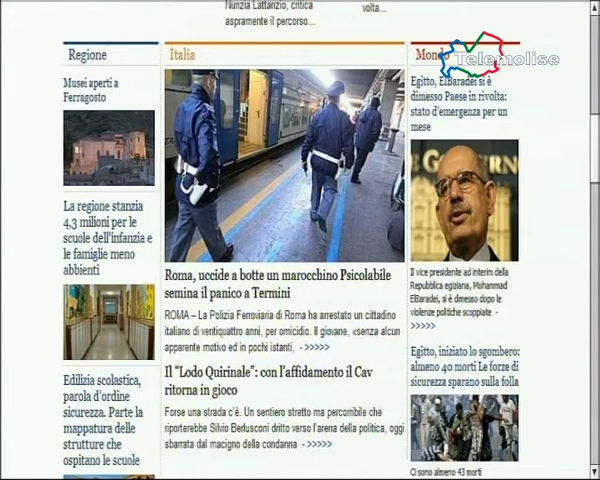 Nunzia Lattanzio, critica
aspramente il percorso...
volta...
Telemolise
Regione
Musei aperti a
Ferragosto
La regione stanzia
4,3 milioni per le
scuole dell'infanzia e
le famiglie meno
abbienti
Edilizia scolastica,
parola d'ordine
sicurezza. Parte la
mappatura delle
strutture che
ospitano le scuole
Italia
Roma, uccide a botte un marocchino Psicolabile
semina il panico a Termini
ROMA – La Polizia Ferroviaria di Roma ha arrestato un cittadino
italiano di ventiquattro anni, per omicidio. Il giovane, «senza alcun
apparente motivo ed in pochi istanti, - >>>>>
Il “Lodo Quirinale”: con l'affidamento il Cav
ritorna in gioco
Forse una strada c'è. Un sentiero stretto ma percorribile che
riporterebbe Silvio Berlusconi dritto verso l'arena della politica, oggi
sbarrata dal macigno della condanna - >>>>>
Mondo
Egitto, ElBaradei si è
dimesso Paese in rivolta:
stato d'emergenza per un
mese
Il vice presidente ad interim della
Repubblica egiziana, Mohammad
ElBaradei, si è dimesso dopo le
violenze politiche scoppiate -
>>>>>
Egitto, iniziato lo sgombero:
almeno 40 morti Le forze di
sicurezza sparano sulla folla
Ci sono almeno 43 morti